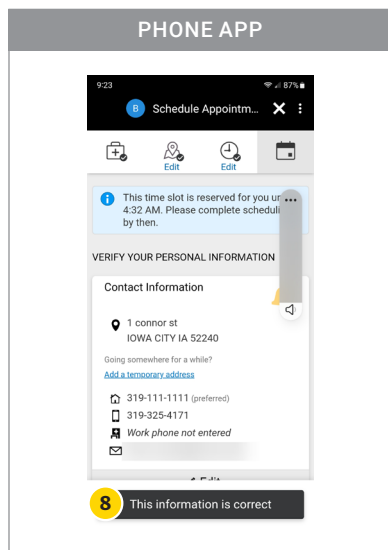 PHONE APP
9:23
87%
B Schedule Appointm...
Edit Edit
This time slot is reserved for you
4:32 AM. Please complete
by then.
VERIFY YOUR PERSONAL INFORMATION
Contact Information
1 connor st
IOWA CITY IA 52240
Going somewhere for a while?
Add a temporary address
319-111-1111 (preferred)
319-325-4171
Work phone not entered
Edit
8 This information is correct